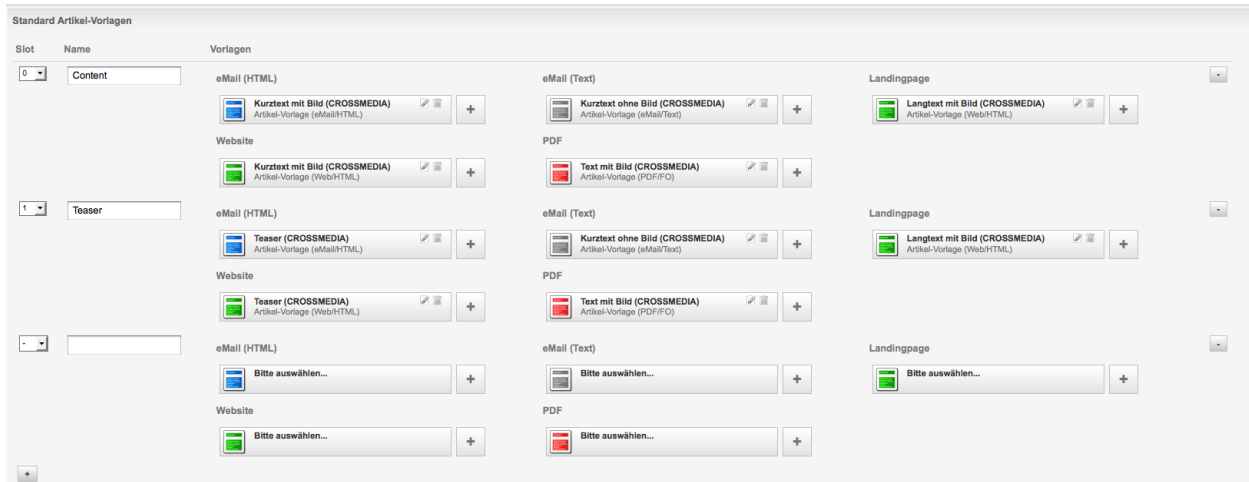 Standard Artikel-Vorlagen
Slot Name Vorlagen
0 Content
eMail (HTML) eMail (Text) Landingpage -
Kurztext mit Bild (CROSSMEDIA) Kurztext ohne Bild (CROSSMEDIA) Langtext mit Bild (CROSSMEDIA)
Artikel-Vorlage (eMail/HTML) + Artikel-Vorlage (eMail/Text) + Artikel-Vorlage (Web/HTML) +
Website PDF
Kurztext mit Bild (CROSSMEDIA) Text mit Bild (CROSSMEDIA)
Artikel-Vorlage (Web/HTML) + Artikel-Vorlage (PDF/FO) +
1 Teaser
eMail (HTML) eMail (Text) Landingpage -
Teaser (CROSSMEDIA) Kurztext ohne Bild (CROSSMEDIA) Langtext mit Bild (CROSSMEDIA)
Artikel-Vorlage (eMail/HTML) + Artikel-Vorlage (eMail/Text) + Artikel-Vorlage (Web/HTML) +
Website PDF
Teaser (CROSSMEDIA) Text mit Bild (CROSSMEDIA)
Artikel-Vorlage (Web/HTML) + Artikel-Vorlage (PDF/FO) +
-
eMail (HTML) eMail (Text) Landingpage -
Bitte auswählen... + Bitte auswählen... + Bitte auswählen... +
Website PDF
Bitte auswählen... + Bitte auswählen... +
+